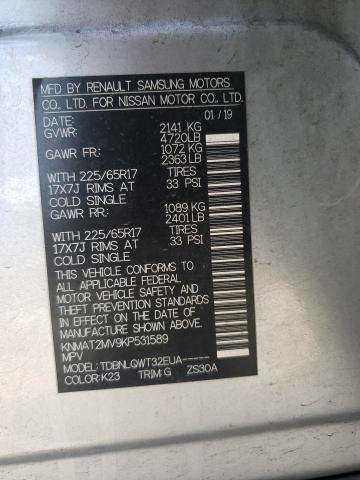 MFD BY RENAULT SAMSUNG MOTORS
CO., LTD. FOR NISSAN MOTOR CO., LTD.
DATE: 01/19
GVWR: 2141 KG
4720LB
GAWR FR: 1072 KG
2363LB
WITH 225/65R17 TIRES
17X7J RIMS AT 33 PSI
COLD SINGLE
GAWR RR: 1089 KG
2401LB
WITH 225/65R17 TIRES
17X7J RIMS AT 33 PSI
COLD SINGLE
THIS VEHICLE CONFORMS TO
ALL APPLICABLE FEDERAL
MOTOR VEHICLE SAFETY AND
THEFT PREVENTION STANDARDS
IN EFFECT ON THE DATE OF
MANUFACTURE SHOWN ABOVE.
KNMAT2MV9KP531589
MPV
MODEL: TDBNLQWT32EUA-----
COLOR: K23 TRIM: G ZS30A